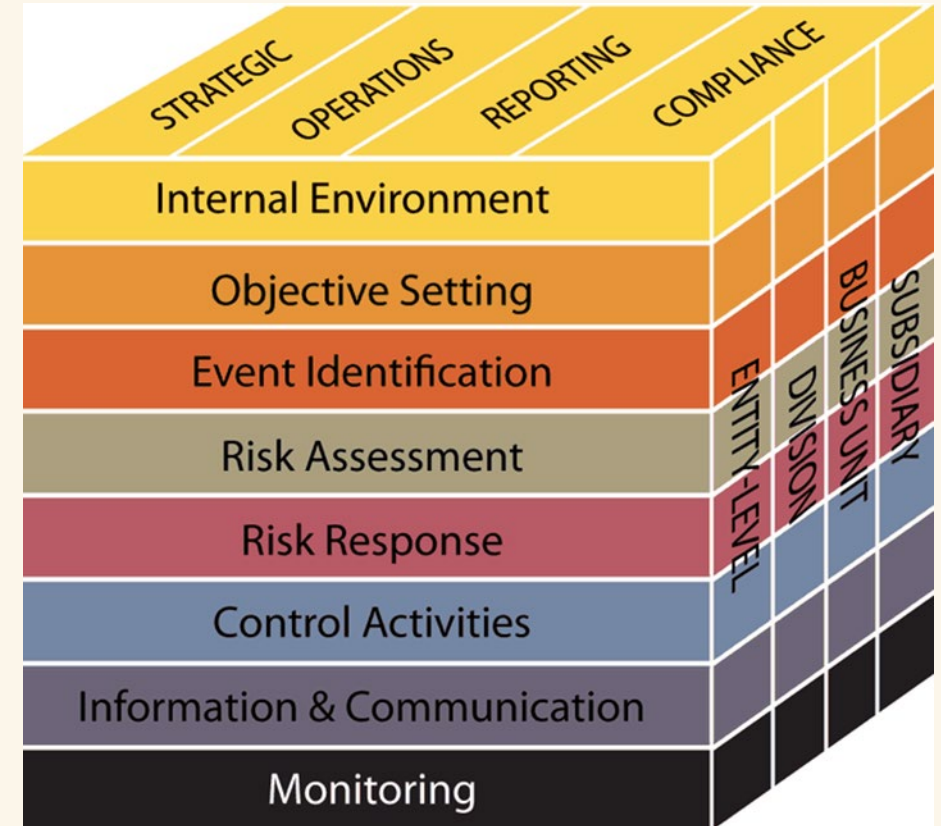 STRATEGIC
OPERATIONS
REPORTING
COMPLIANCE
Internal Environment
Objective Setting
Event Identification
Risk Assessment
Risk Response
Control Activities
Information & Communication
Monitoring
ENTITY-LEVEL
DIVISION
BUSINESS UNIT
SUBSIDIARY